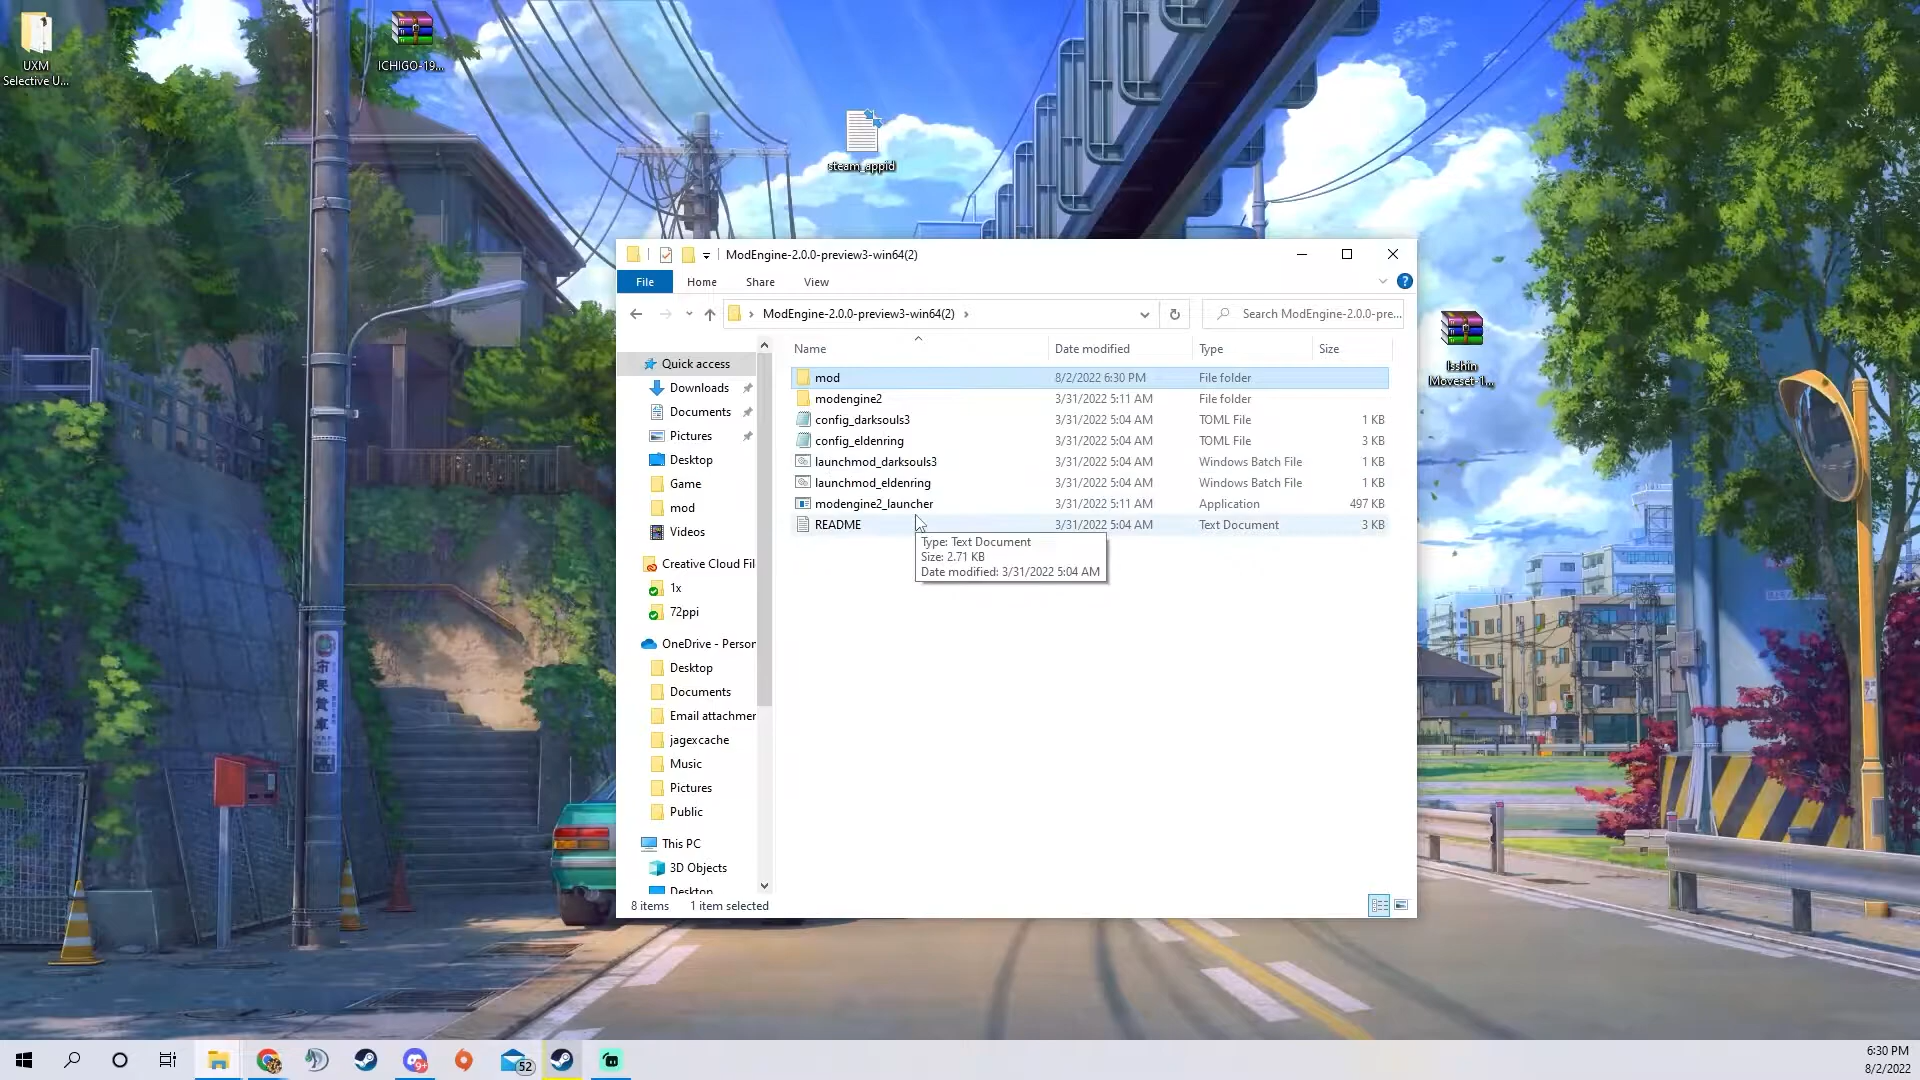 UXM
Selective U...
ICHIGO-19...
steam_appid
Isshin
Moveset-1...
ModEngine-2.0.0-preview3-win64(2)
File
Home
Share
View
?
ModEngine-2.0.0-preview3-win64(2)
Search ModEngine-2.0.0-pre...
Quick access
Downloads
Documents
Pictures
Desktop
Game
mod
Videos
Creative Cloud Fil
1x
72ppi
OneDrive - Person
Desktop
Documents
Email attachmen
jagexcache
Music
Pictures
Public
This PC
3D Objects
Desktop
Name Date modified Type Size
mod 8/2/2022 6:30 PM File folder
modengine2 3/31/2022 5:11 AM File folder
config_darksouls3 3/31/2022 5:04 AM TOML File 1 KB
config_eldenring 3/31/2022 5:04 AM TOML File 3 KB
launchmod_darksouls3 3/31/2022 5:04 AM Windows Batch File 1 KB
launchmod_eldenring 3/31/2022 5:04 AM Windows Batch File 1 KB
modengine2_launcher 3/31/2022 5:11 AM Application 497 KB
README 3/31/2022 5:04 AM Text Document 3 KB
Type: Text Document
Size: 2.71 KB
Date modified: 3/31/2022 5:04 AM
8 items 1 item selected
市民賛車
9+
52
6:30 PM
8/2/2022